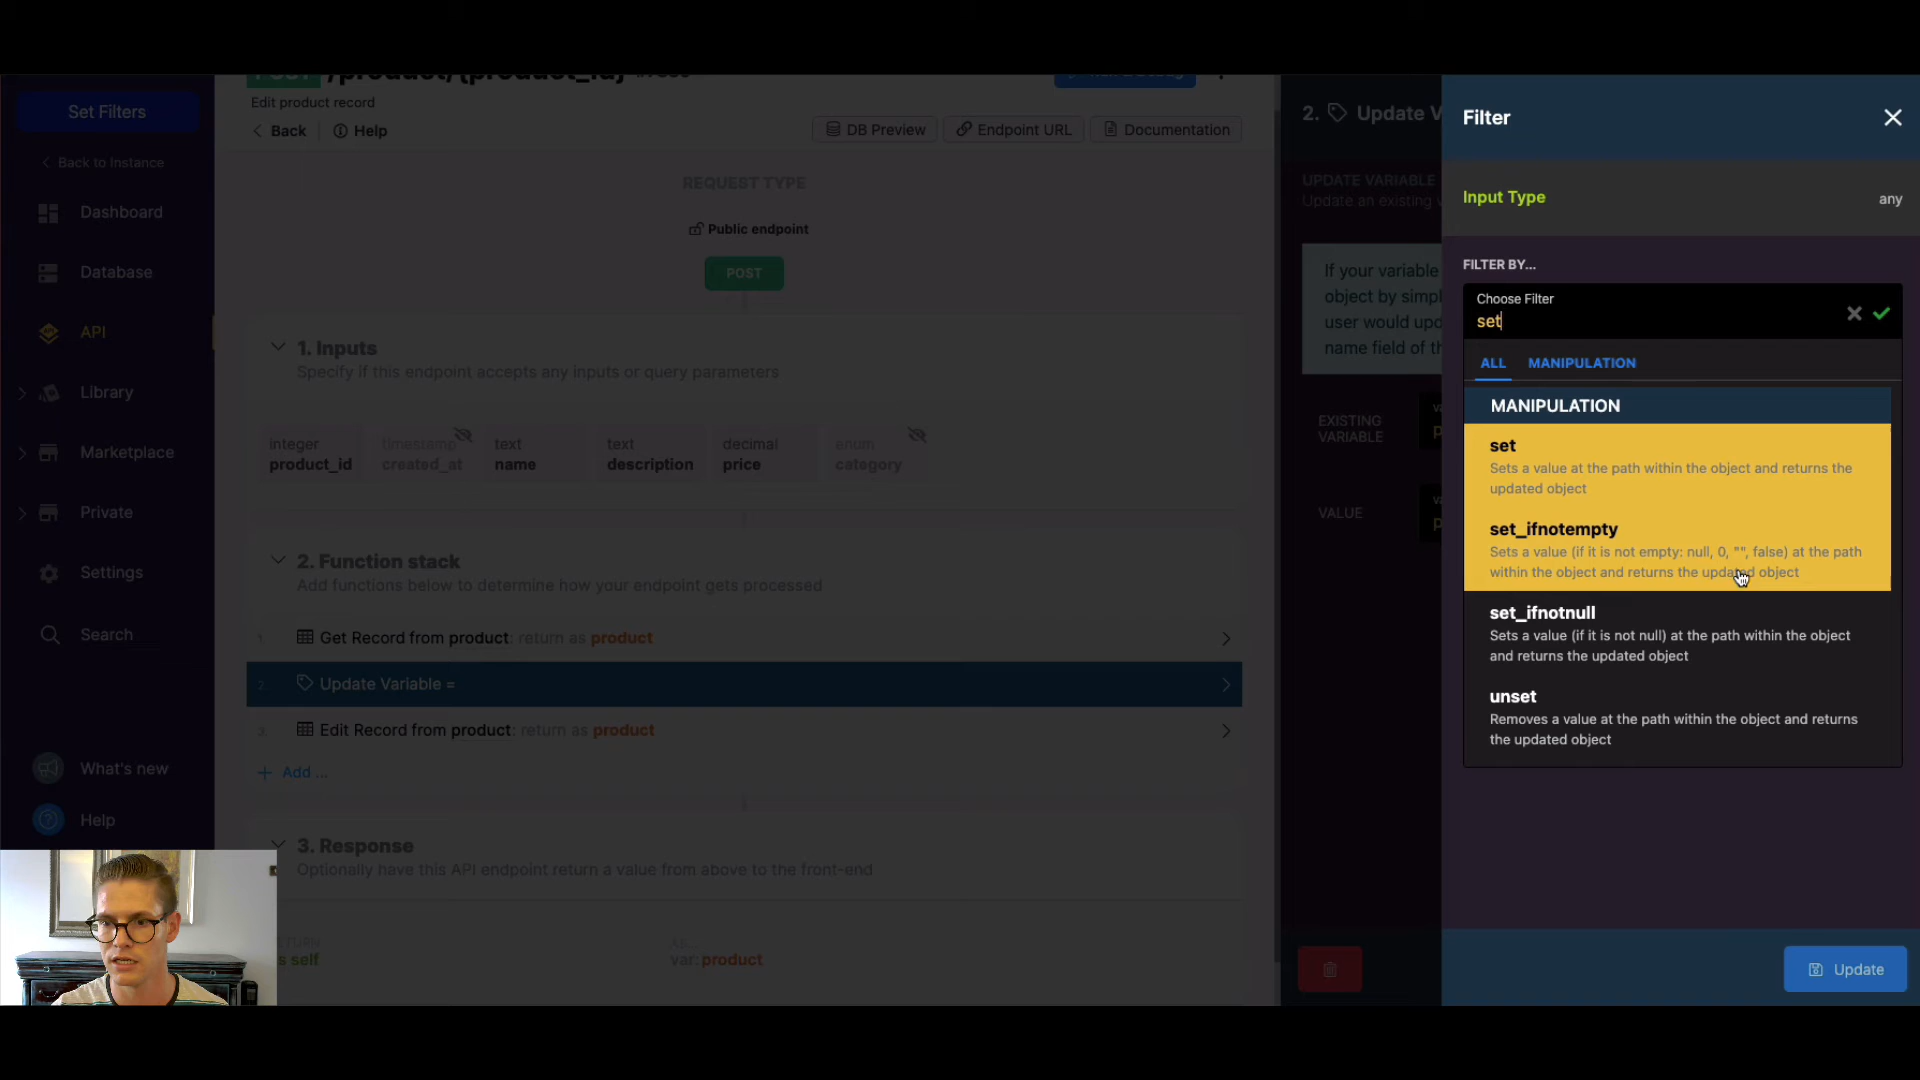 /product/{product_id}
Edit product record
Back
Help
DB Preview
Endpoint URL
Documentation
Set Filters
Back to Instance
Dashboard
Database
API
Library
Marketplace
Private
Settings
Search
What's new
Help
REQUEST TYPE
Public endpoint
POST
1. Inputs
Specify if this endpoint accepts any inputs or query parameters
integer
product_id
timestamp
created_at
text
name
text
description
decimal
price
enum
category
2. Function stack
Add functions below to determine how your endpoint gets processed
1. Get Record from product: return as product
2. Update Variable =
3. Edit Record from product: return as product
+ Add ...
3. Response
Optionally have this API endpoint return a value from above to the front-end
s self
AS...
var: product
2. Update V
UPDATE VARIABLE
Update an existing v
If your variable
object by simpl
user would upd
name field of th
EXISTING
VARIABLE
VALUE
Filter
Input Type
any
FILTER BY...
Choose Filter
set
ALL
MANIPULATION
MANIPULATION
set
Sets a value at the path within the object and returns the
updated object
set_ifnotempty
Sets a value (if it is not empty: null, 0, "", false) at the path
within the object and returns the updated object
set_ifnotnull
Sets a value (if it is not null) at the path within the object
and returns the updated object
unset
Removes a value at the path within the object and returns
the updated object
Update